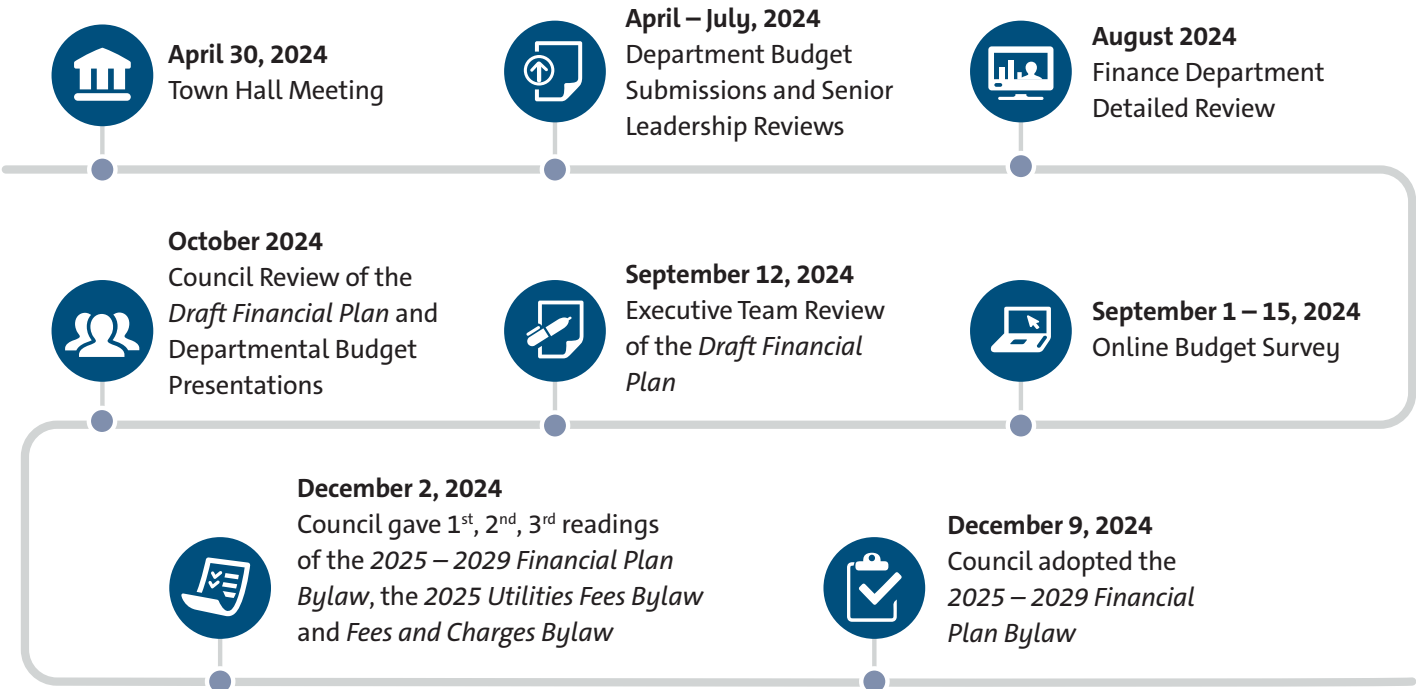 April 30, 2024
Town Hall Meeting
April – July, 2024
Department Budget
Submissions and Senior
Leadership Reviews
August 2024
Finance Department
Detailed Review
October 2024
Council Review of the
Draft Financial Plan and
Departmental Budget
Presentations
September 12, 2024
Executive Team Review
of the Draft Financial
Plan
September 1 – 15, 2024
Online Budget Survey
December 2, 2024
Council gave 1st, 2nd, 3rd readings
of the 2025 – 2029 Financial Plan
Bylaw, the 2025 Utilities Fees Bylaw
and Fees and Charges Bylaw
December 9, 2024
Council adopted the
2025 – 2029 Financial
Plan Bylaw